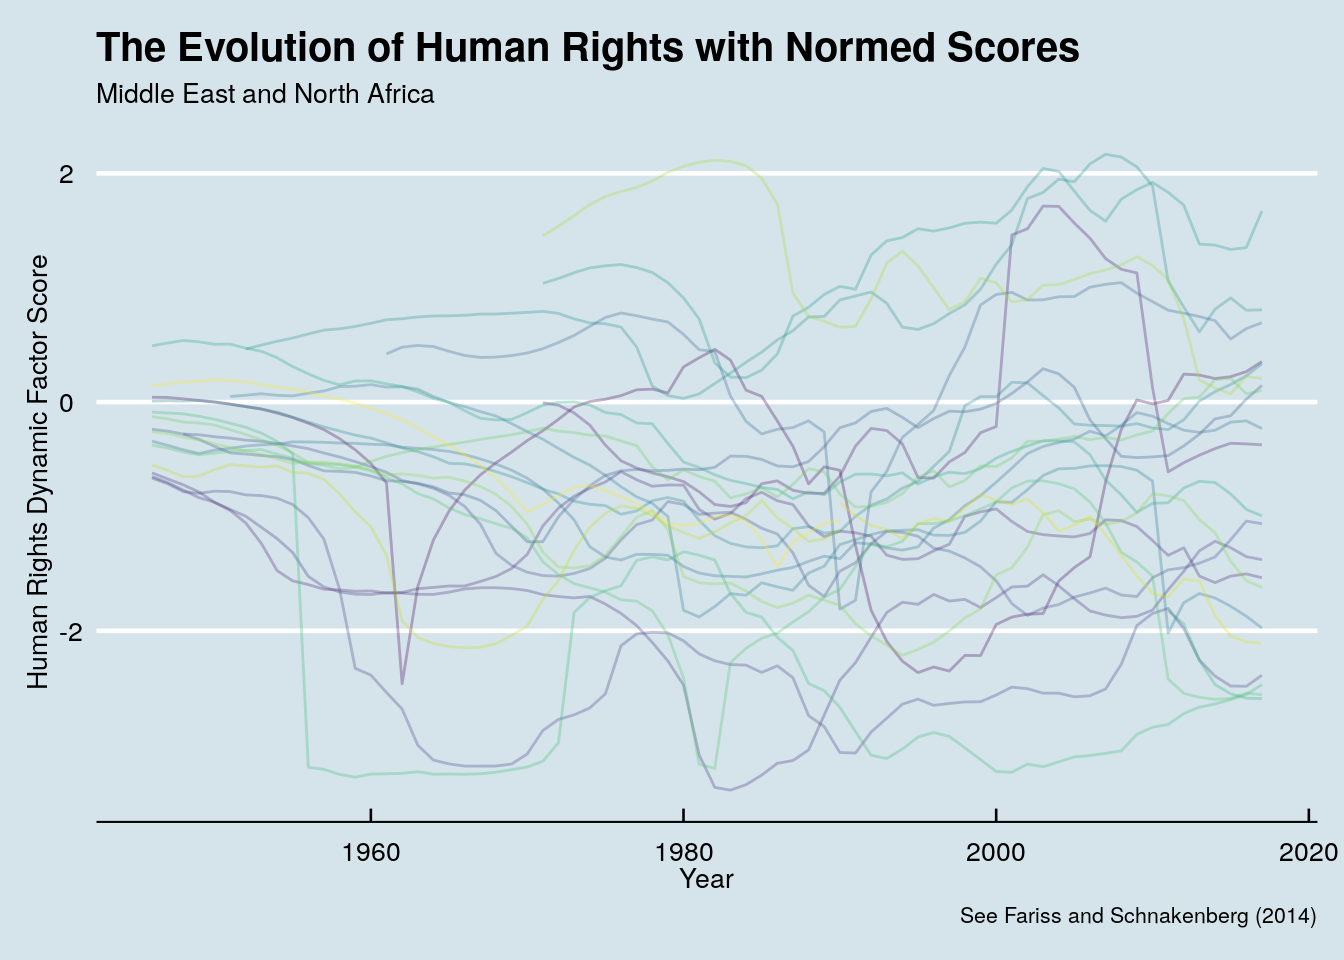 The Evolution of Human Rights with Normed Scores
Middle East and North Africa
Human Rights Dynamic Factor Score
2
0
-2
1960
1980
2000
2020
Year
See Fariss and Schnakenberg (2014)